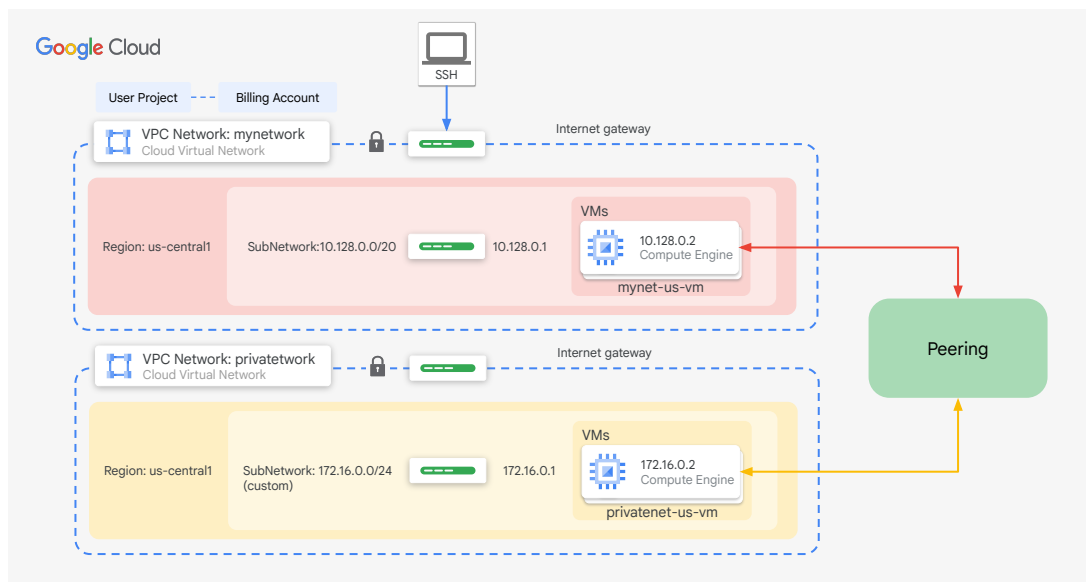 Google Cloud
SSH
User Project
Billing Account
VPC Network: mynetwork
Cloud Virtual Network
Internet gateway
Region: us-central1
SubNetwork:10.128.0.0/20
10.128.0.1
VMs
10.128.0.2
Compute Engine
mynet-us-vm
Peering
VPC Network: privatetwork
Cloud Virtual Network
Internet gateway
Region: us-central1
SubNetwork: 172.16.0.0/24
(custom)
172.16.0.1
VMs
172.16.0.2
Compute Engine
privatenet-us-vm